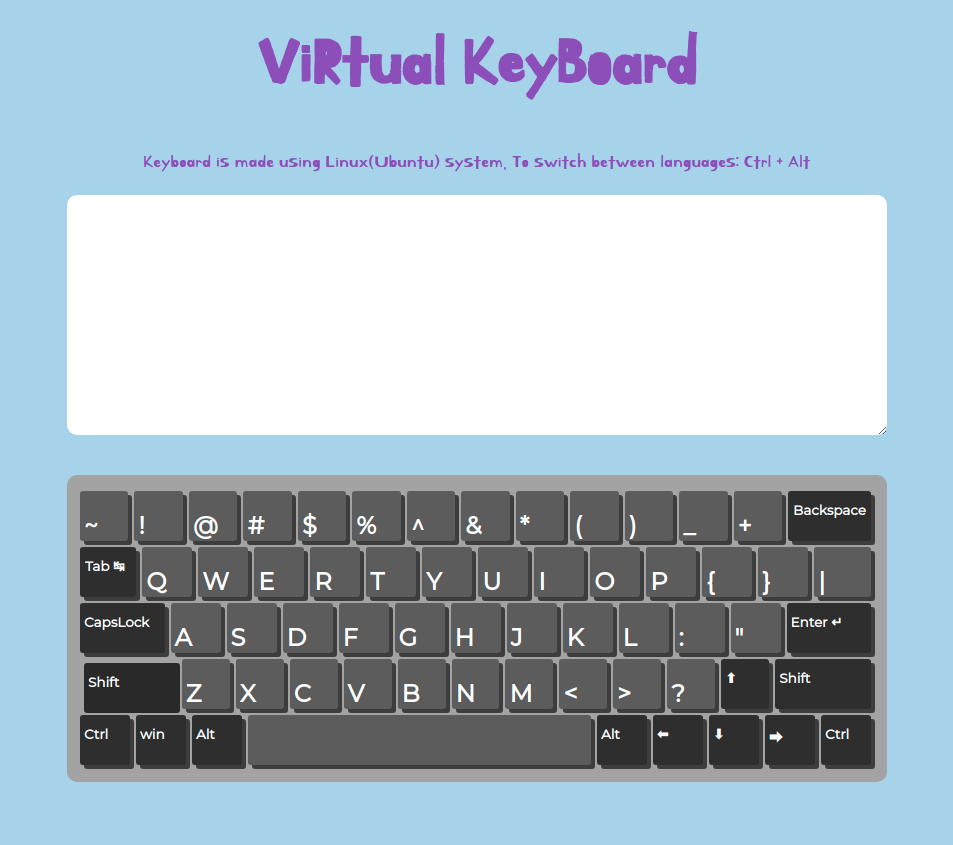 ViRtual KeyBoard
Keyboard is made using Linux(Ubuntu) system. To switch between languages: Ctrl + Alt
~ ! @ # $ % ^ & * ( ) _ + Backspace
Tab ↹ Q W E R T Y U I O P { } |
CapsLock A S D F G H J K L : " Enter ↵
Shift Z X C V B N M < > ? ⬆ Shift
Ctrl win Alt Alt ⬅ ⬇ ➡ Ctrl